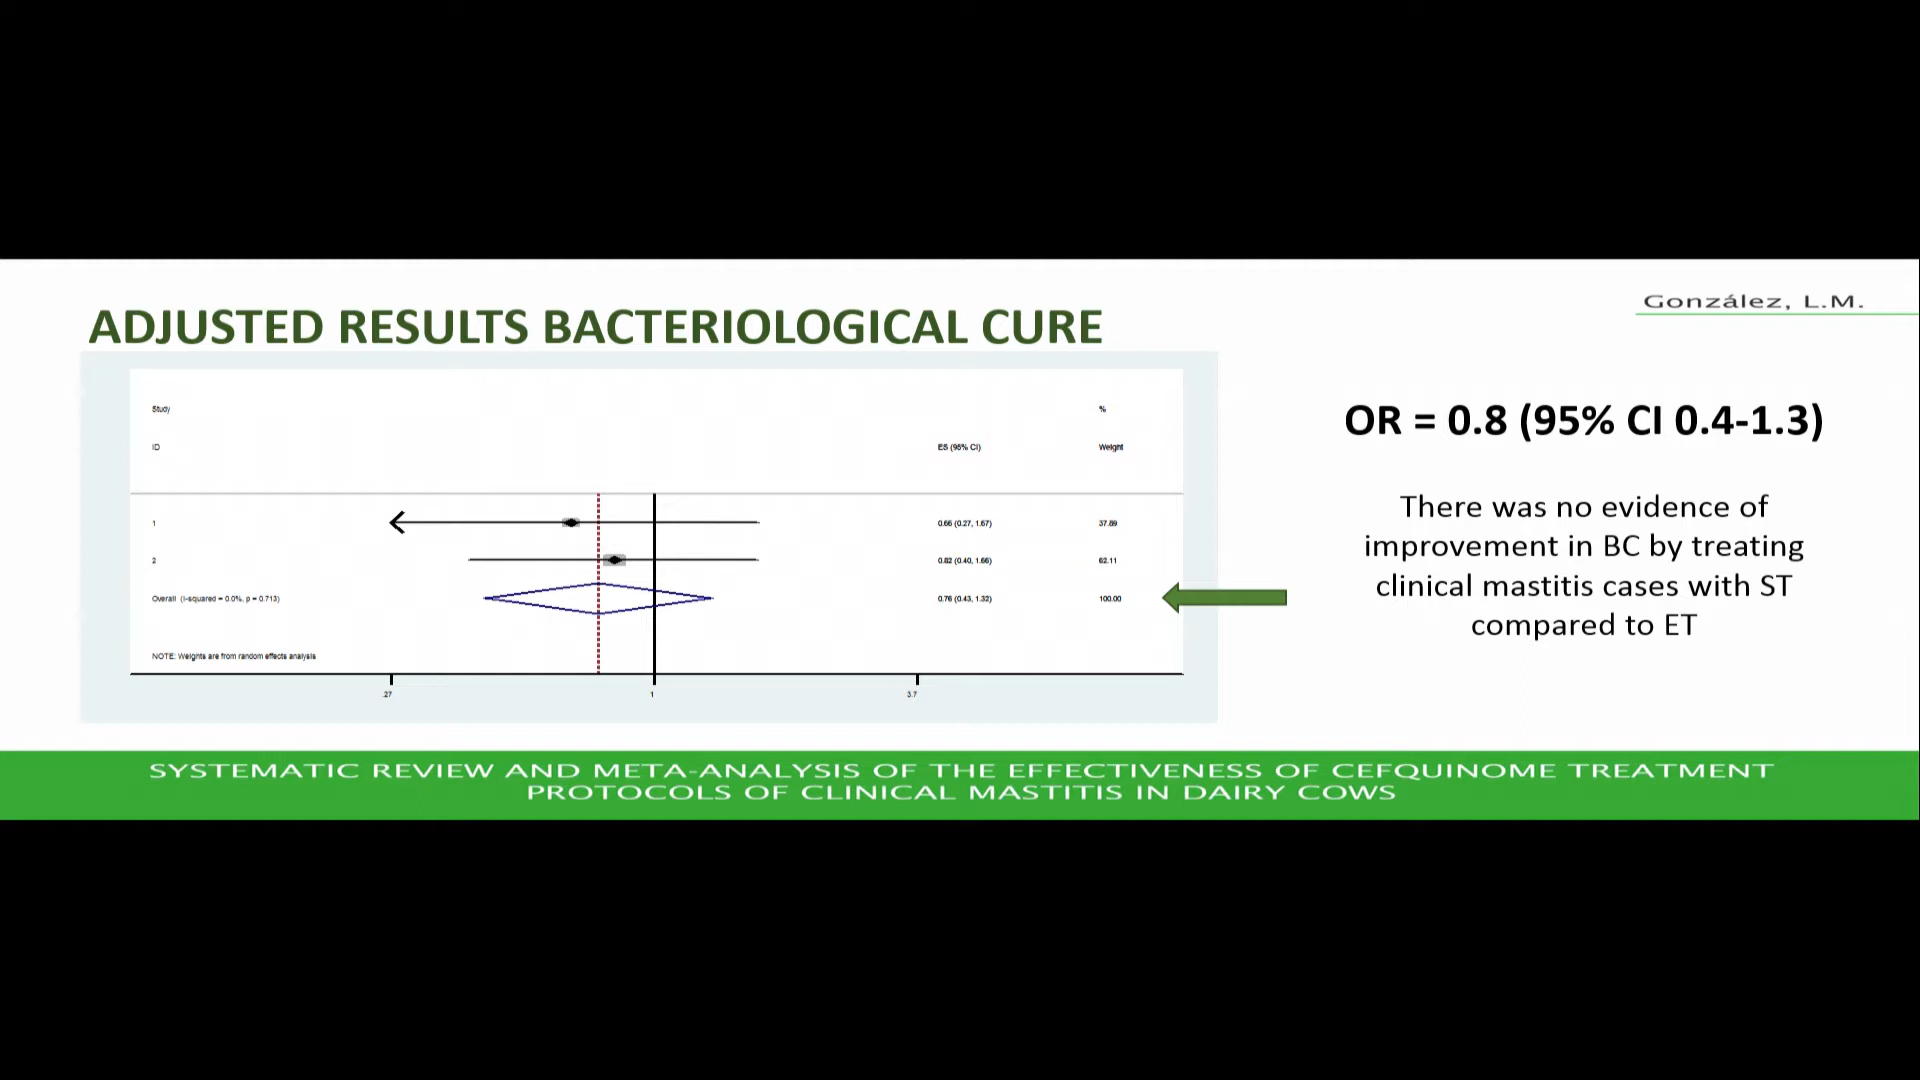 González, L.M.
ADJUSTED RESULTS BACTERIOLOGICAL CURE
Study %
ID ES (95% CI) Weight
1 0.66 (0.27, 1.67) 37.89
2 0.82 (0.40, 1.66) 62.11
Overall (I-squared = 0.0%, p = 0.713) 0.76 (0.43, 1.32) 100.00
NOTE: Weights are from random effects analysis
.27 1 3.7
OR = 0.8 (95% CI 0.4-1.3)
There was no evidence of
improvement in BC by treating
clinical mastitis cases with ST
compared to ET
SYSTEMATIC REVIEW AND META-ANALYSIS OF THE EFFECTIVENESS OF CEFQUINOME TREATMENT
PROTOCOLS OF CLINICAL MASTITIS IN DAIRY COWS